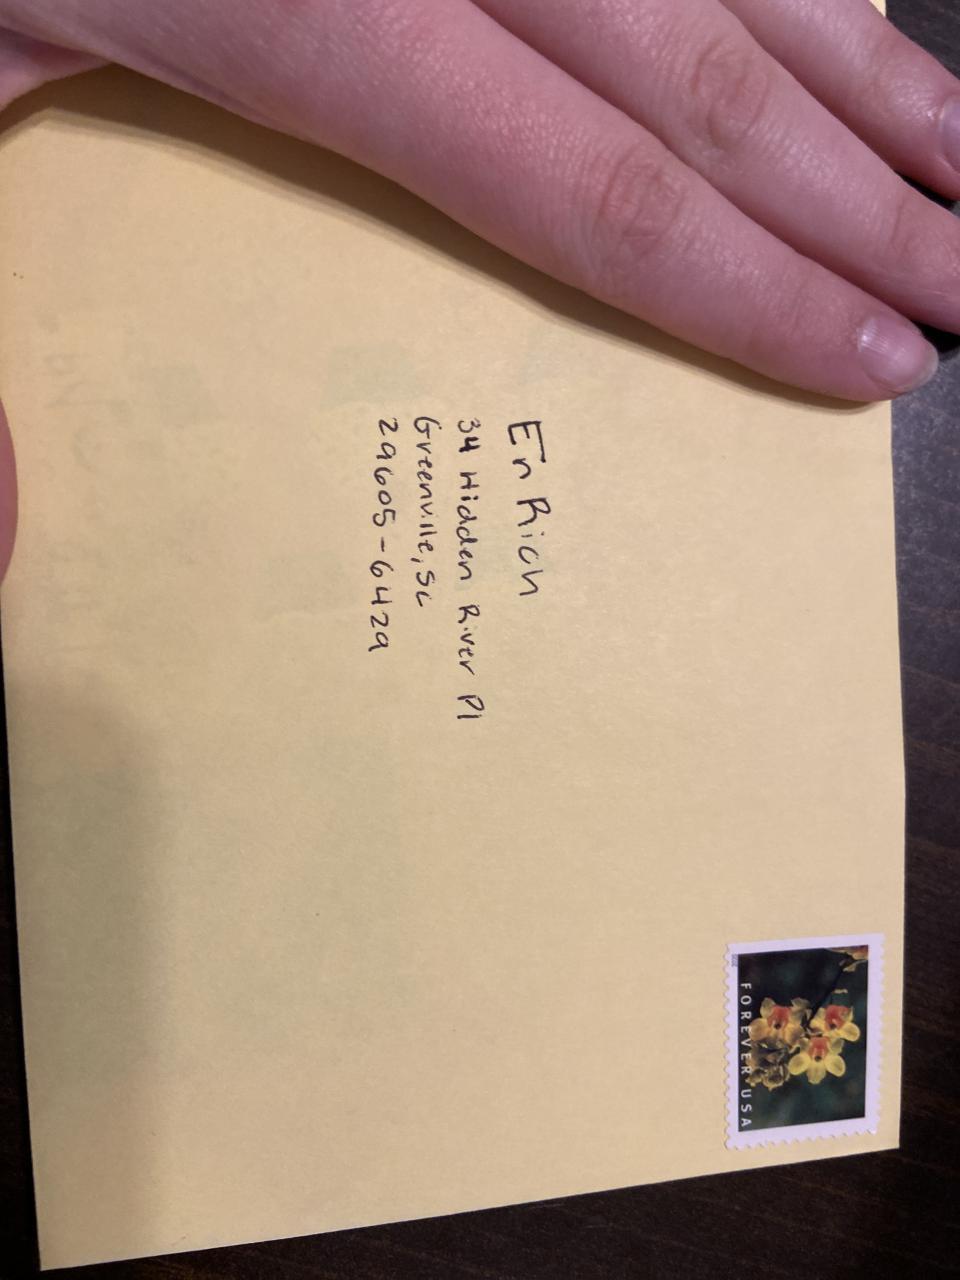 En Rich
34 Hidden River Pl
Greenville, SC
29605-6429
FOREVER USA